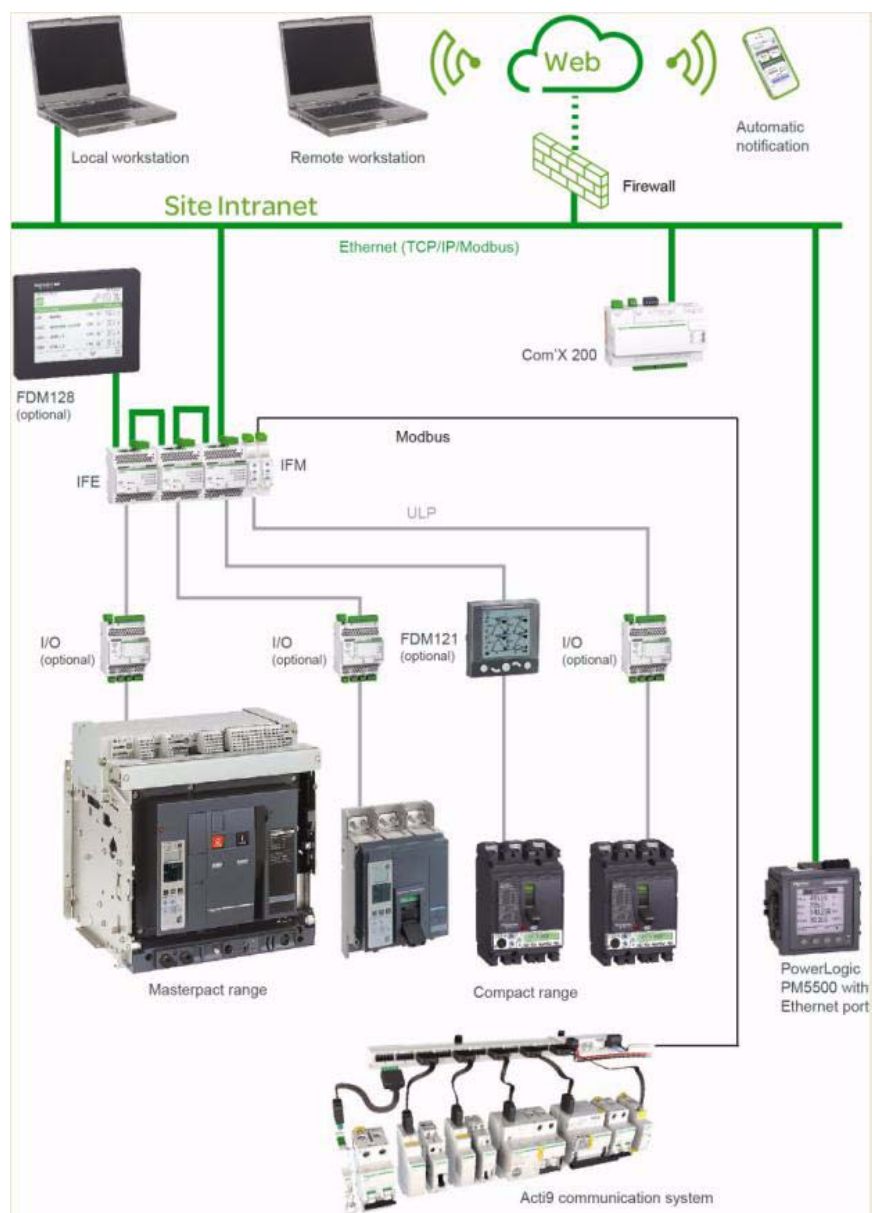 Web
Local workstation
Remote workstation
Automatic
notification
Firewall
Site Intranet
Ethernet (TCP/IP/Modbus)
Com'X 200
FDM128
(optional)
Modbus
IFE
IFM
ULP
I/O
(optional)
I/O
(optional)
FDM121
(optional)
I/O
(optional)
Masterpact range
Compact range
PowerLogic
PM5500 with
Ethernet port
Acti9 communication system